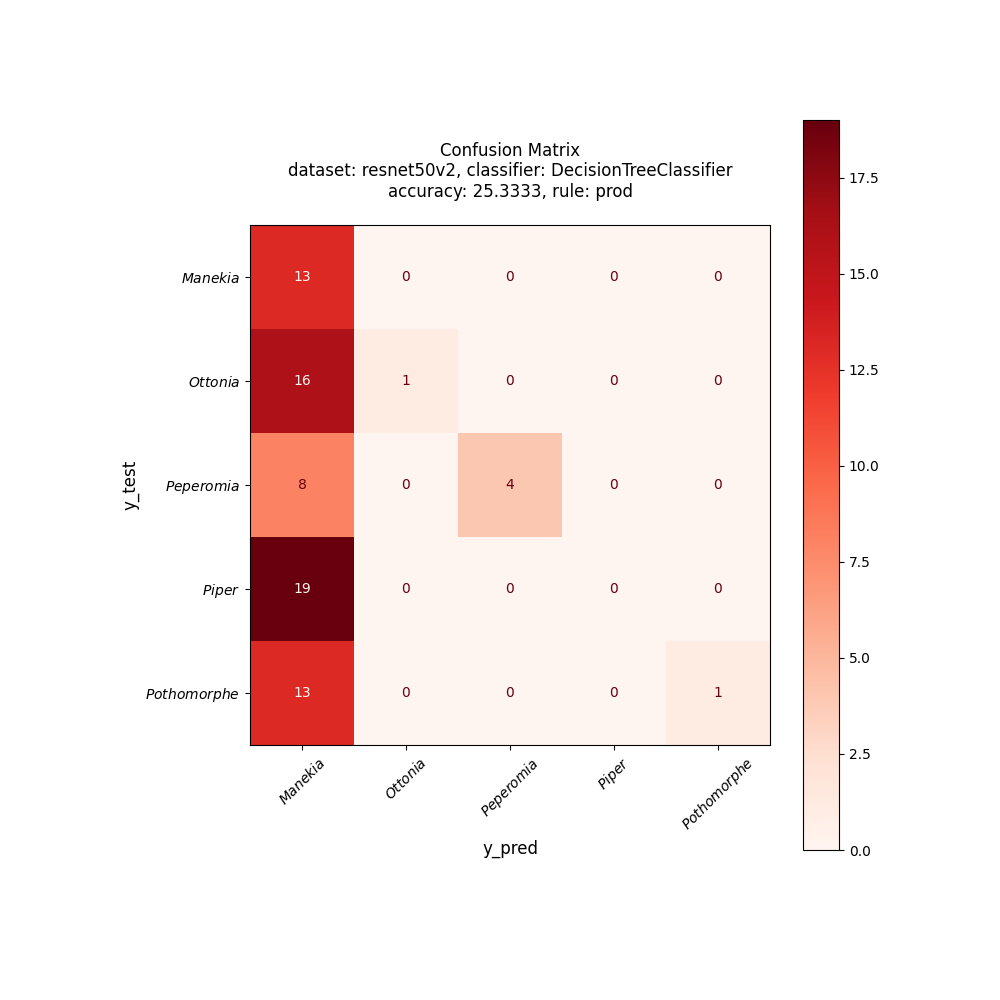 Confusion Matrix
dataset: resnet50v2, classifier: DecisionTreeClassifier
accuracy: 25.3333, rule: prod
y_test
Manekia 13 0 0 0 0
Ottonia 16 1 0 0 0
Peperomia 8 0 4 0 0
Piper 19 0 0 0 0
Pothomorphe 13 0 0 0 1
Manekia Ottonia Peperomia Piper Pothomorphe
y_pred
17.5
15.0
12.5
10.0
7.5
5.0
2.5
0.0